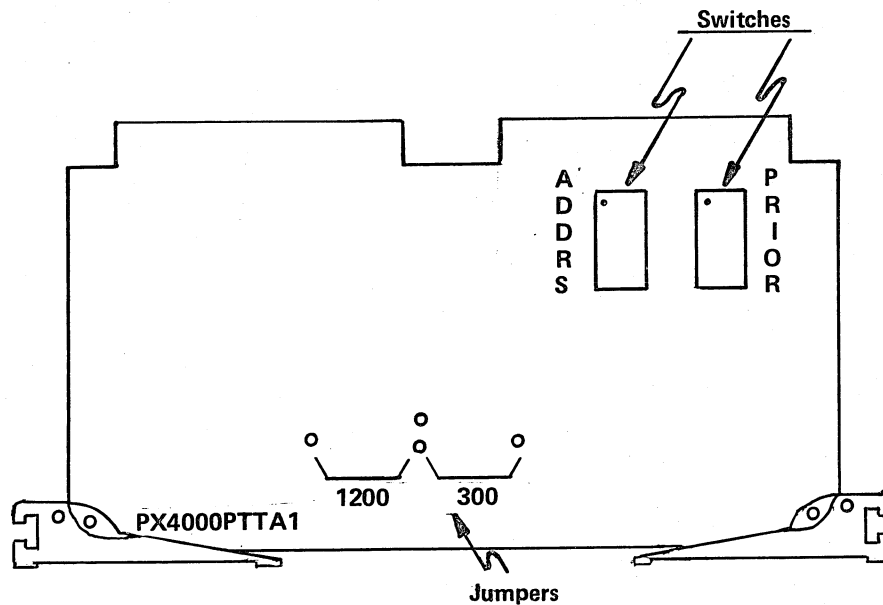 Switches
ADDRS
PRIOR
1200
300
PX4000PTTA1
Jumpers